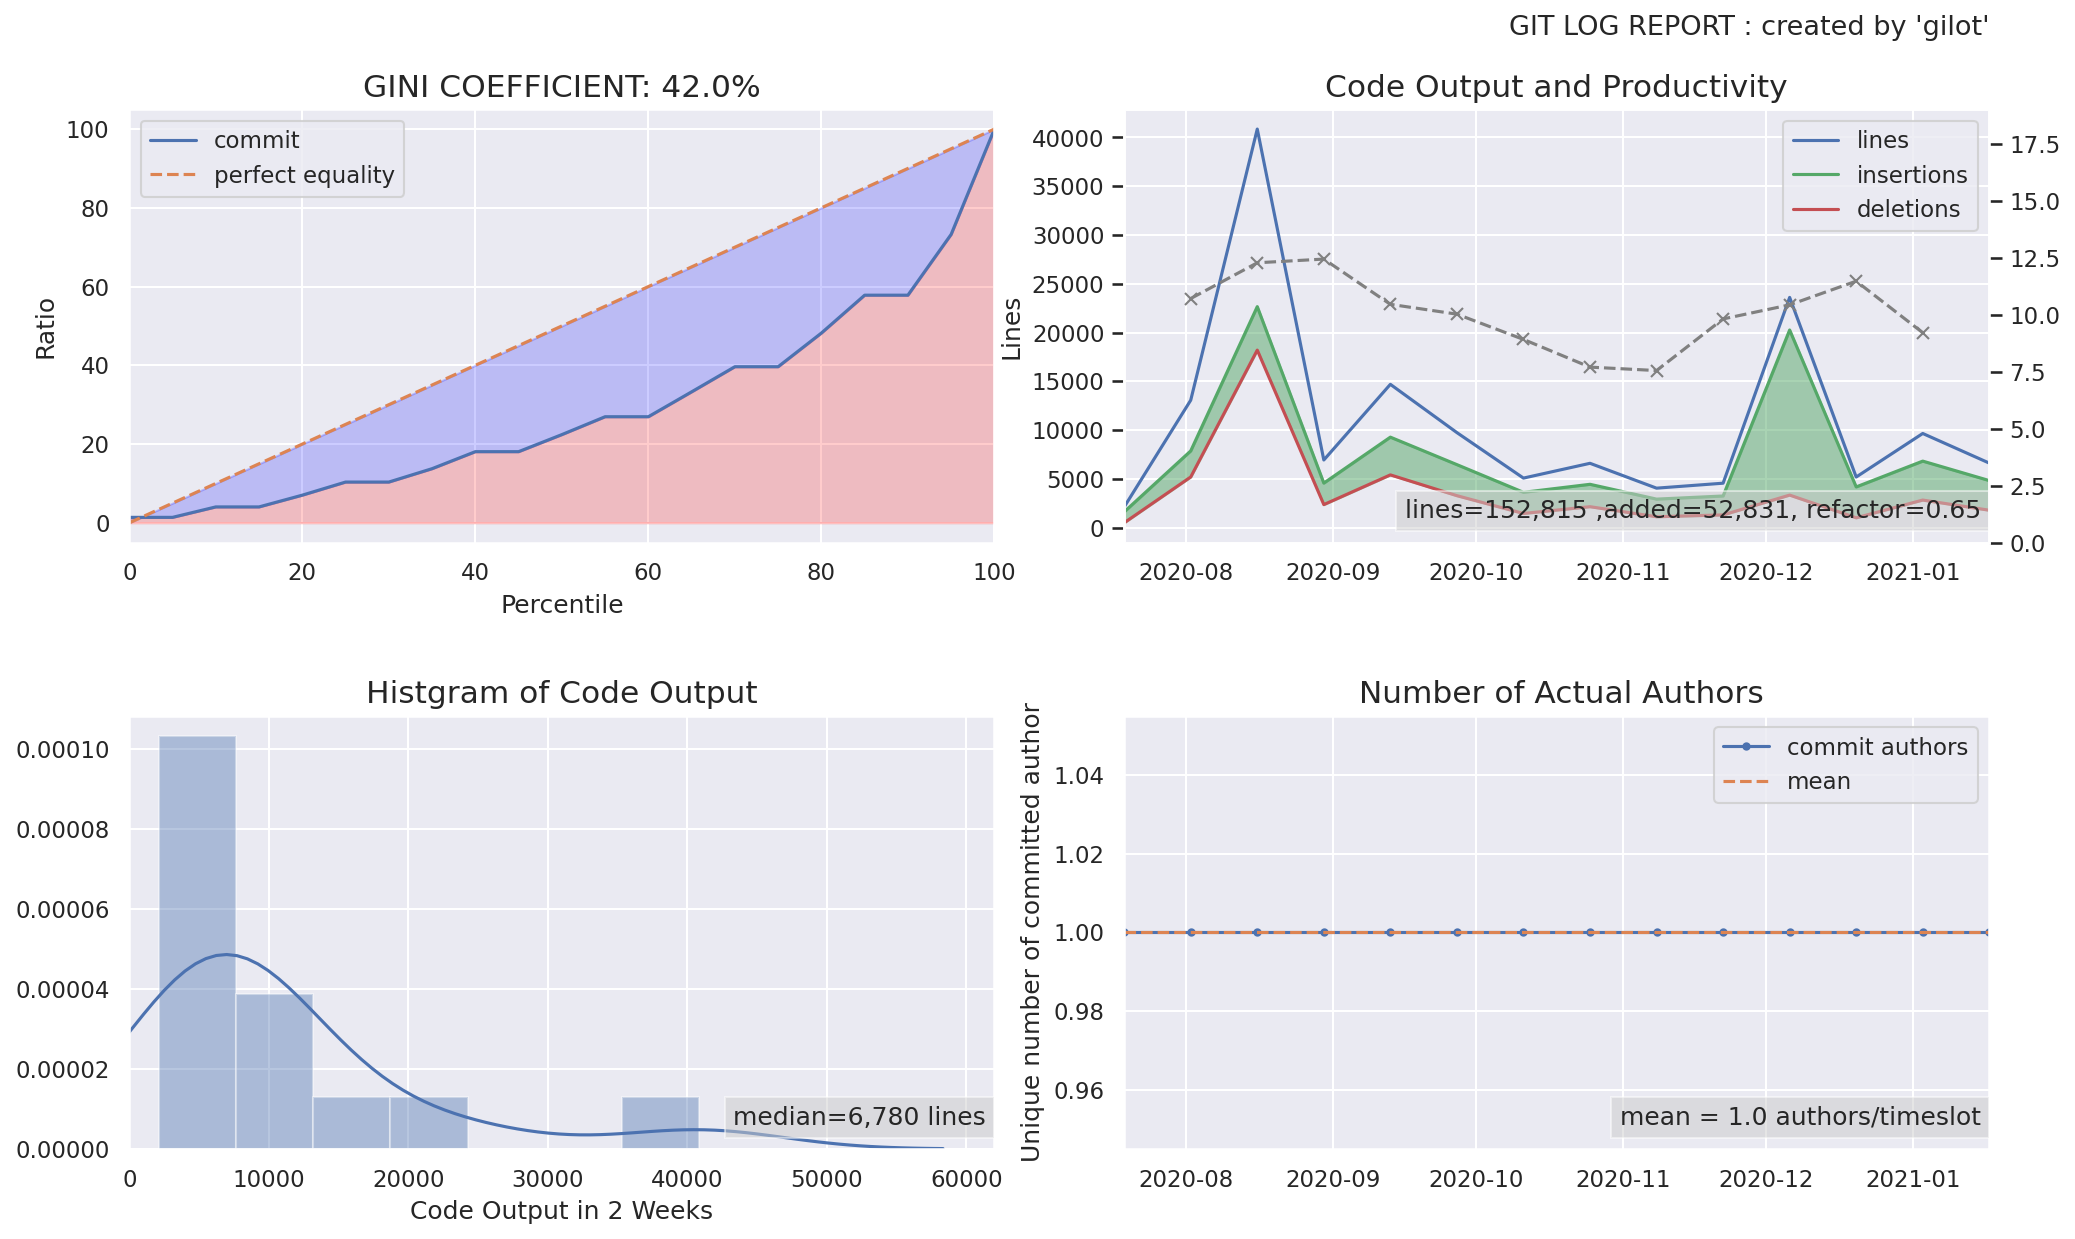 GIT LOG REPORT : created by 'gilot'
GINI COEFFICIENT: 42.0%
commit
perfect equality
100
80
60
40
20
0
Ratio
0 20 40 60 80 100
Percentile
Code Output and Productivity
lines
insertions
deletions
40000
35000
30000
25000
20000
15000
10000
5000
0
Lines
17.5
15.0
12.5
10.0
7.5
5.0
2.5
0.0
lines=152,815 ,added=52,831, refactor=0.65
2020-08 2020-09 2020-10 2020-11 2020-12 2021-01
Histgram of Code Output
0.00010
0.00008
0.00006
0.00004
0.00002
0.00000
median=6,780 lines
0 10000 20000 30000 40000 50000 60000
Code Output in 2 Weeks
Number of Actual Authors
commit authors
mean
Unique number of committed author
1.04
1.02
1.00
0.98
0.96
mean = 1.0 authors/timeslot
2020-08 2020-09 2020-10 2020-11 2020-12 2021-01